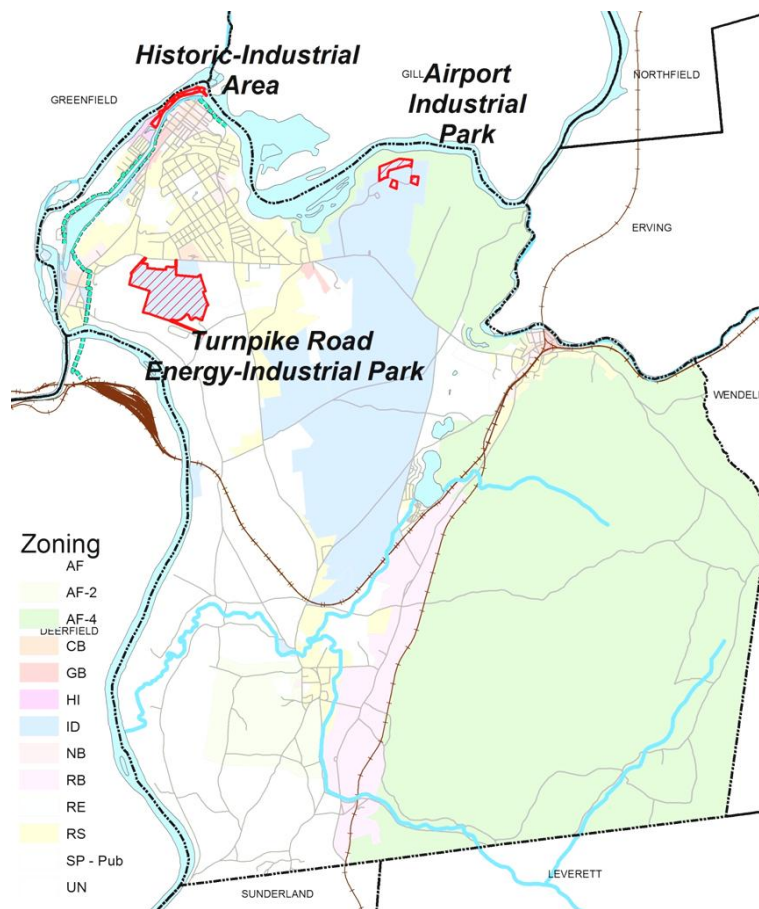 Historic-Industrial
Area
GREENFIELD
GILL
Airport
Industrial
Park
NORTHFIELD
ERVING
Turnpike Road
Energy-Industrial Park
WENDELL
Zoning
AF
AF-2
AF-4
DEERFIELD
CB
GB
HI
ID
NB
RB
RE
RS
SP - Pub
UN
SUNDERLAND
LEVERETT